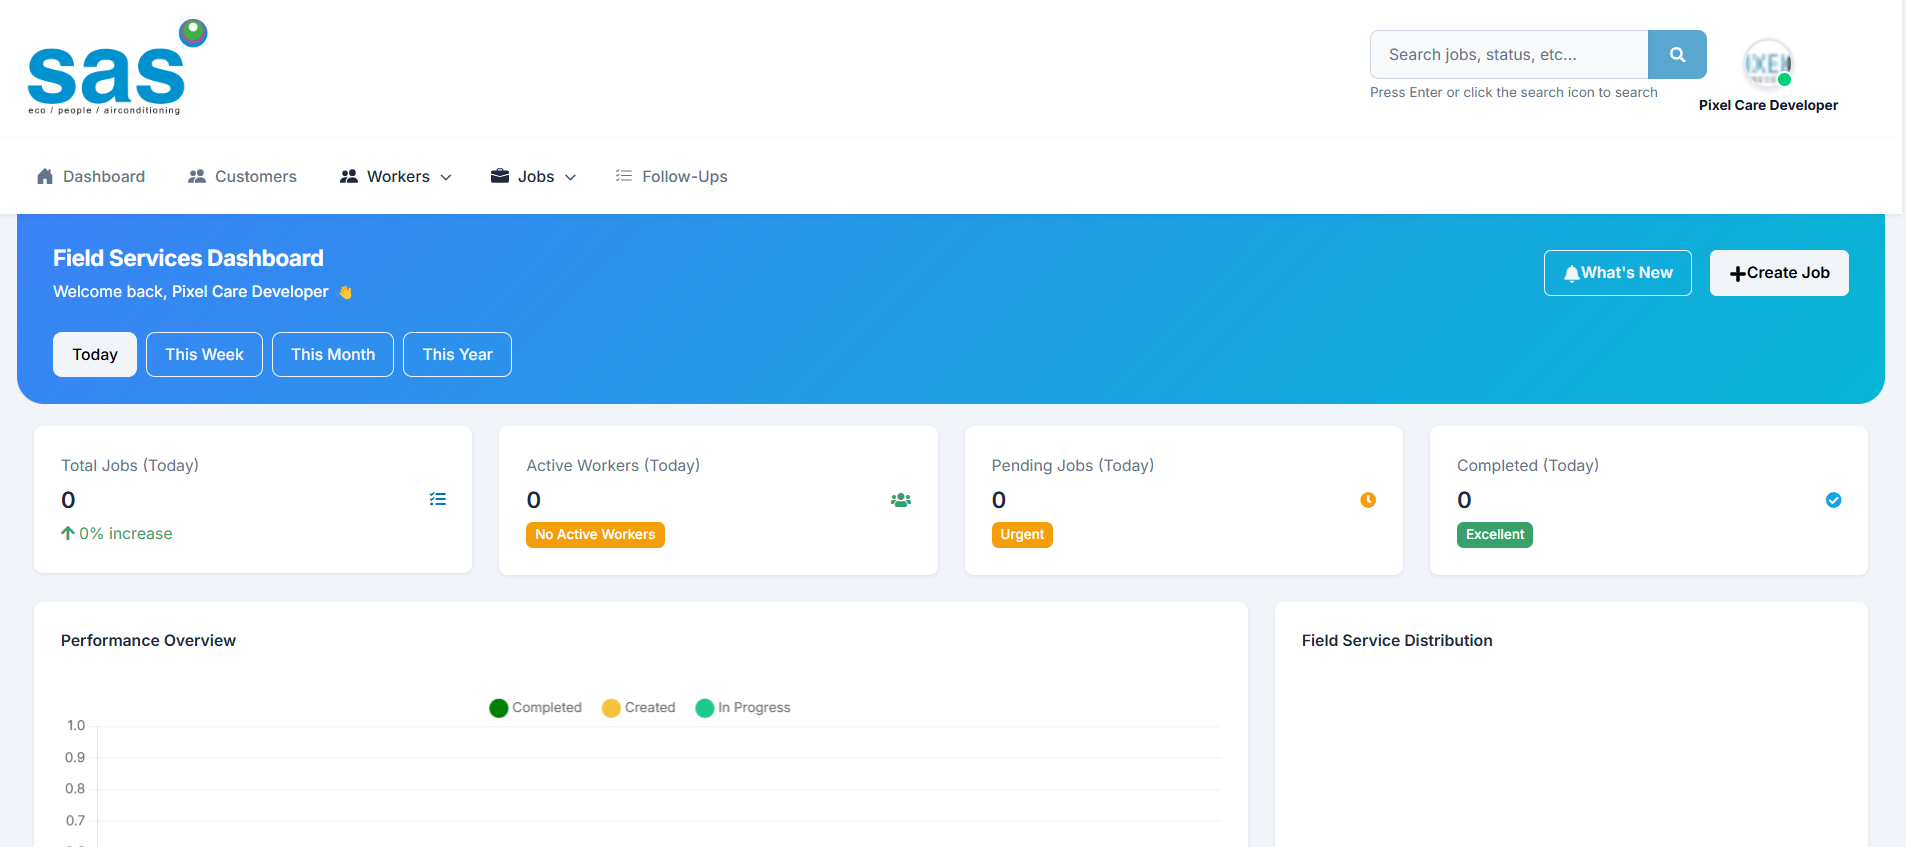 sas
eco / people / airconditioning
Search jobs, status, etc...
Press Enter or click the search icon to search
Pixel Care Developer
Dashboard
Customers
Workers
Jobs
Follow-Ups
Field Services Dashboard
Welcome back, Pixel Care Developer 👋
What's New
Create Job
Today
This Week
This Month
This Year
Total Jobs (Today)
0
0% increase
Active Workers (Today)
0
No Active Workers
Pending Jobs (Today)
0
Urgent
Completed (Today)
0
Excellent
Performance Overview
Completed
Created
In Progress
1.0
0.9
0.8
0.7
Field Service Distribution